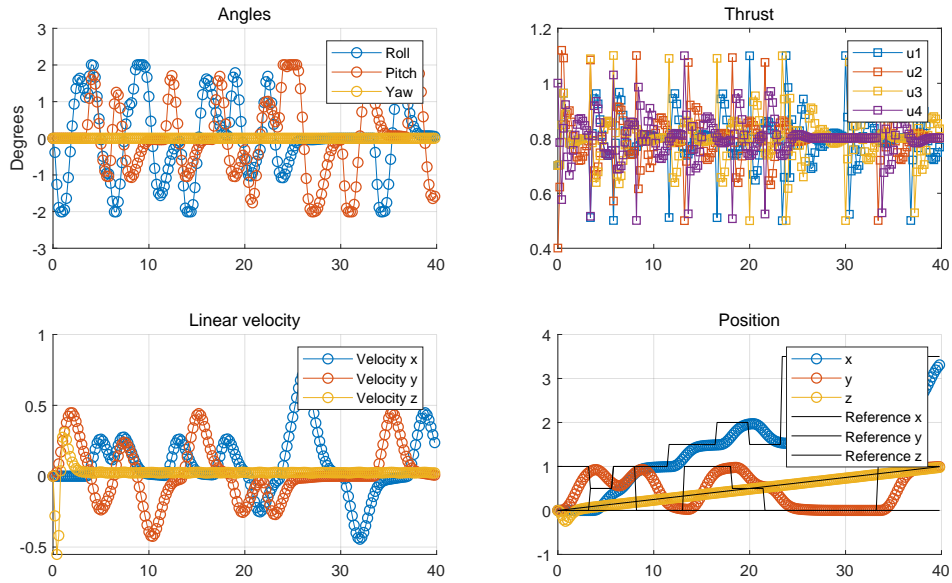 Angles
3
2
1
0
-1
-2
-3
Degrees
0 10 20 30 40
Roll
Pitch
Yaw
Thrust
1.2
1
0.8
0.6
0.4
0 10 20 30 40
u1
u2
u3
u4
Linear velocity
1
0.5
0
-0.5
0 10 20 30 40
Velocity x
Velocity y
Velocity z
Position
4
3
2
1
0
-1
0 10 20 30 40
x
y
z
Reference x
Reference y
Reference z